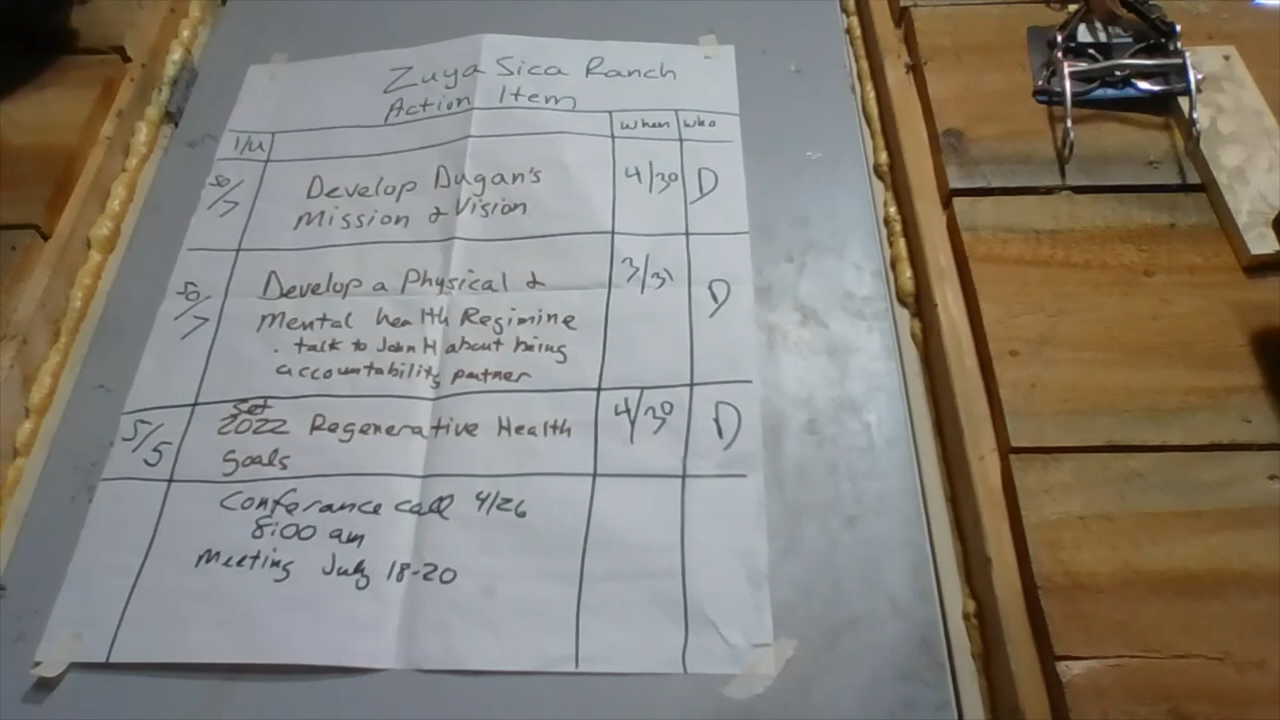 Zuya Sica Ranch
Action Item
I/U When Who
50/7 Develop Dugan's 4/30 D
Mission & Vision
50/7 Develop a Physical & 3/31 D
Mental health Regimine
. talk to John H about being
accountability partner
5/5 Set 4/30 D
2022 Regenerative Health
goals
Conferance call 4/26
8:00 am
Meeting July 18-20